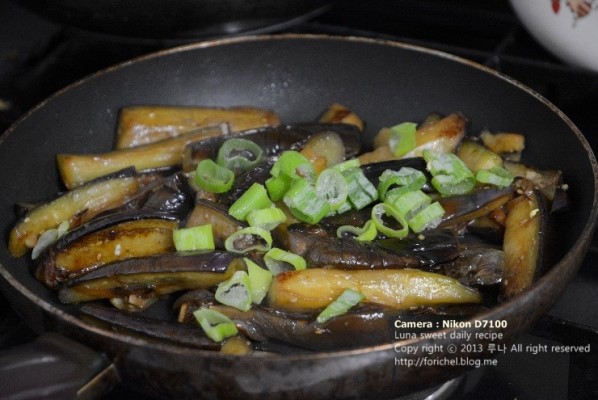 Camera : Nikon D7100
Luna sweet daily recipe
Copy right ⓒ 2013 루나 All right reserved
http://forichel.blog.me